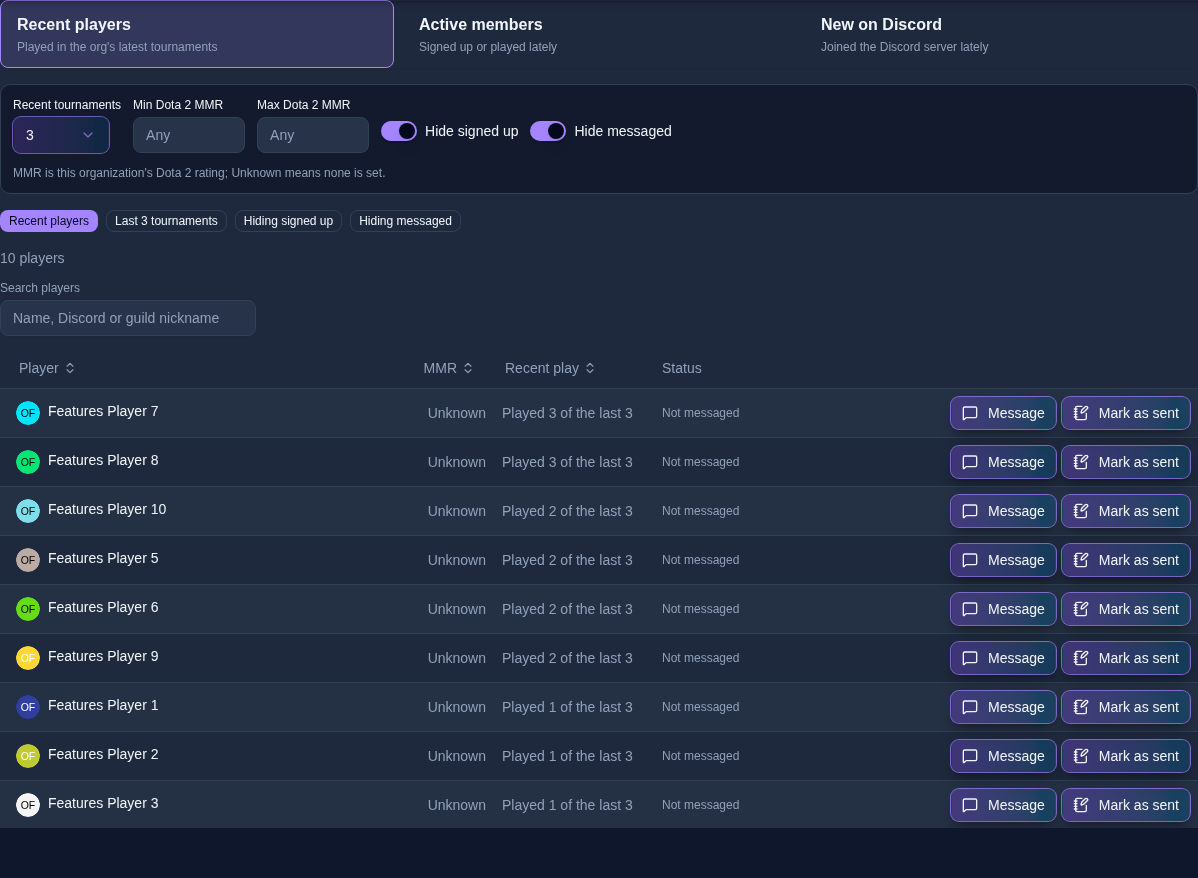 Recent players
Played in the org's latest tournaments
Active members
Signed up or played lately
New on Discord
Joined the Discord server lately
Recent tournaments
3
Min Dota 2 MMR
Any
Max Dota 2 MMR
Any
Hide signed up
Hide messaged
MMR is this organization's Dota 2 rating; Unknown means none is set.
Recent players Last 3 tournaments Hiding signed up Hiding messaged
10 players
Search players
Name, Discord or guild nickname
Player MMR Recent play Status
OF Features Player 7 Unknown Played 3 of the last 3 Not messaged Message Mark as sent
OF Features Player 8 Unknown Played 3 of the last 3 Not messaged Message Mark as sent
OF Features Player 10 Unknown Played 2 of the last 3 Not messaged Message Mark as sent
OF Features Player 5 Unknown Played 2 of the last 3 Not messaged Message Mark as sent
OF Features Player 6 Unknown Played 2 of the last 3 Not messaged Message Mark as sent
OF Features Player 9 Unknown Played 2 of the last 3 Not messaged Message Mark as sent
OF Features Player 1 Unknown Played 1 of the last 3 Not messaged Message Mark as sent
OF Features Player 2 Unknown Played 1 of the last 3 Not messaged Message Mark as sent
OF Features Player 3 Unknown Played 1 of the last 3 Not messaged Message Mark as sent